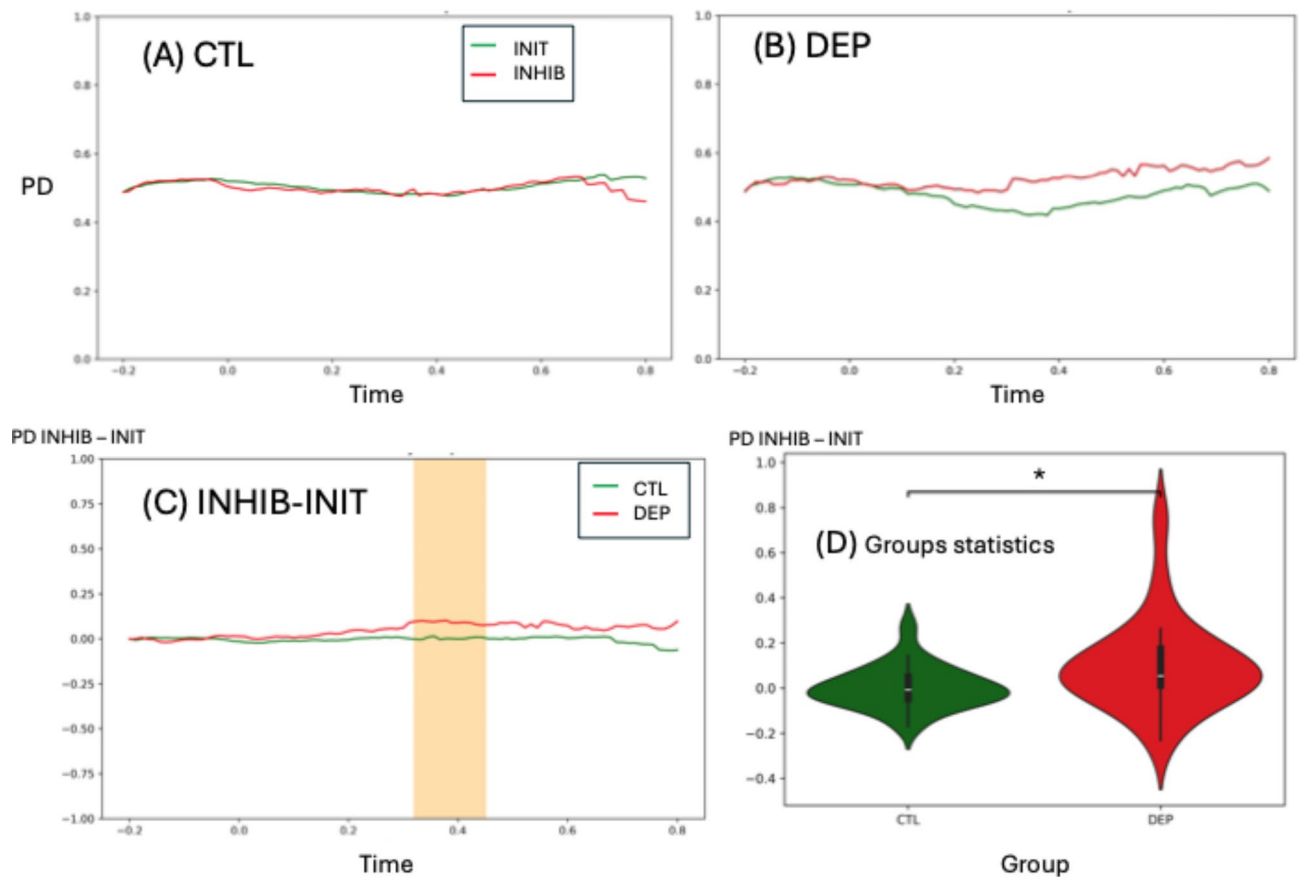 (A) CTL
INIT
INHIB
1.0
0.8
0.6
0.4
0.2
0.0
PD
−0.2 0.0 0.2 0.4 0.6 0.8
Time
(B) DEP
1.0
0.8
0.6
0.4
0.2
0.0
−0.2 0.0 0.2 0.4 0.6 0.8
Time
PD INHIB – INIT
(C) INHIB-INIT
CTL
DEP
1.00
0.75
0.50
0.25
0.00
−0.25
−0.50
−0.75
−1.00
−0.2 0.0 0.2 0.4 0.6 0.8
Time
PD INHIB – INIT
*
(D) Groups statistics
1.0
0.8
0.6
0.4
0.2
0.0
−0.2
−0.4
CTL DEP
Group